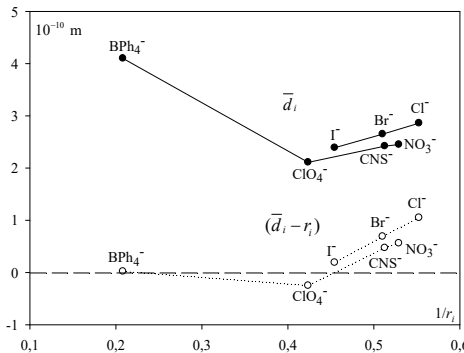 10⁻¹⁰ m
5
4
3
2
1
0
-1
BPh₄⁻
d̅ᵢ
Cl⁻
Br⁻
I⁻
NO₃⁻
CNS⁻
ClO₄⁻
(d̅ᵢ – rᵢ)
Cl⁻
Br⁻
I⁻
NO₃⁻
CNS⁻
BPh₄⁻
ClO₄⁻
1/rᵢ
0,1 0,2 0,3 0,4 0,5 0,6